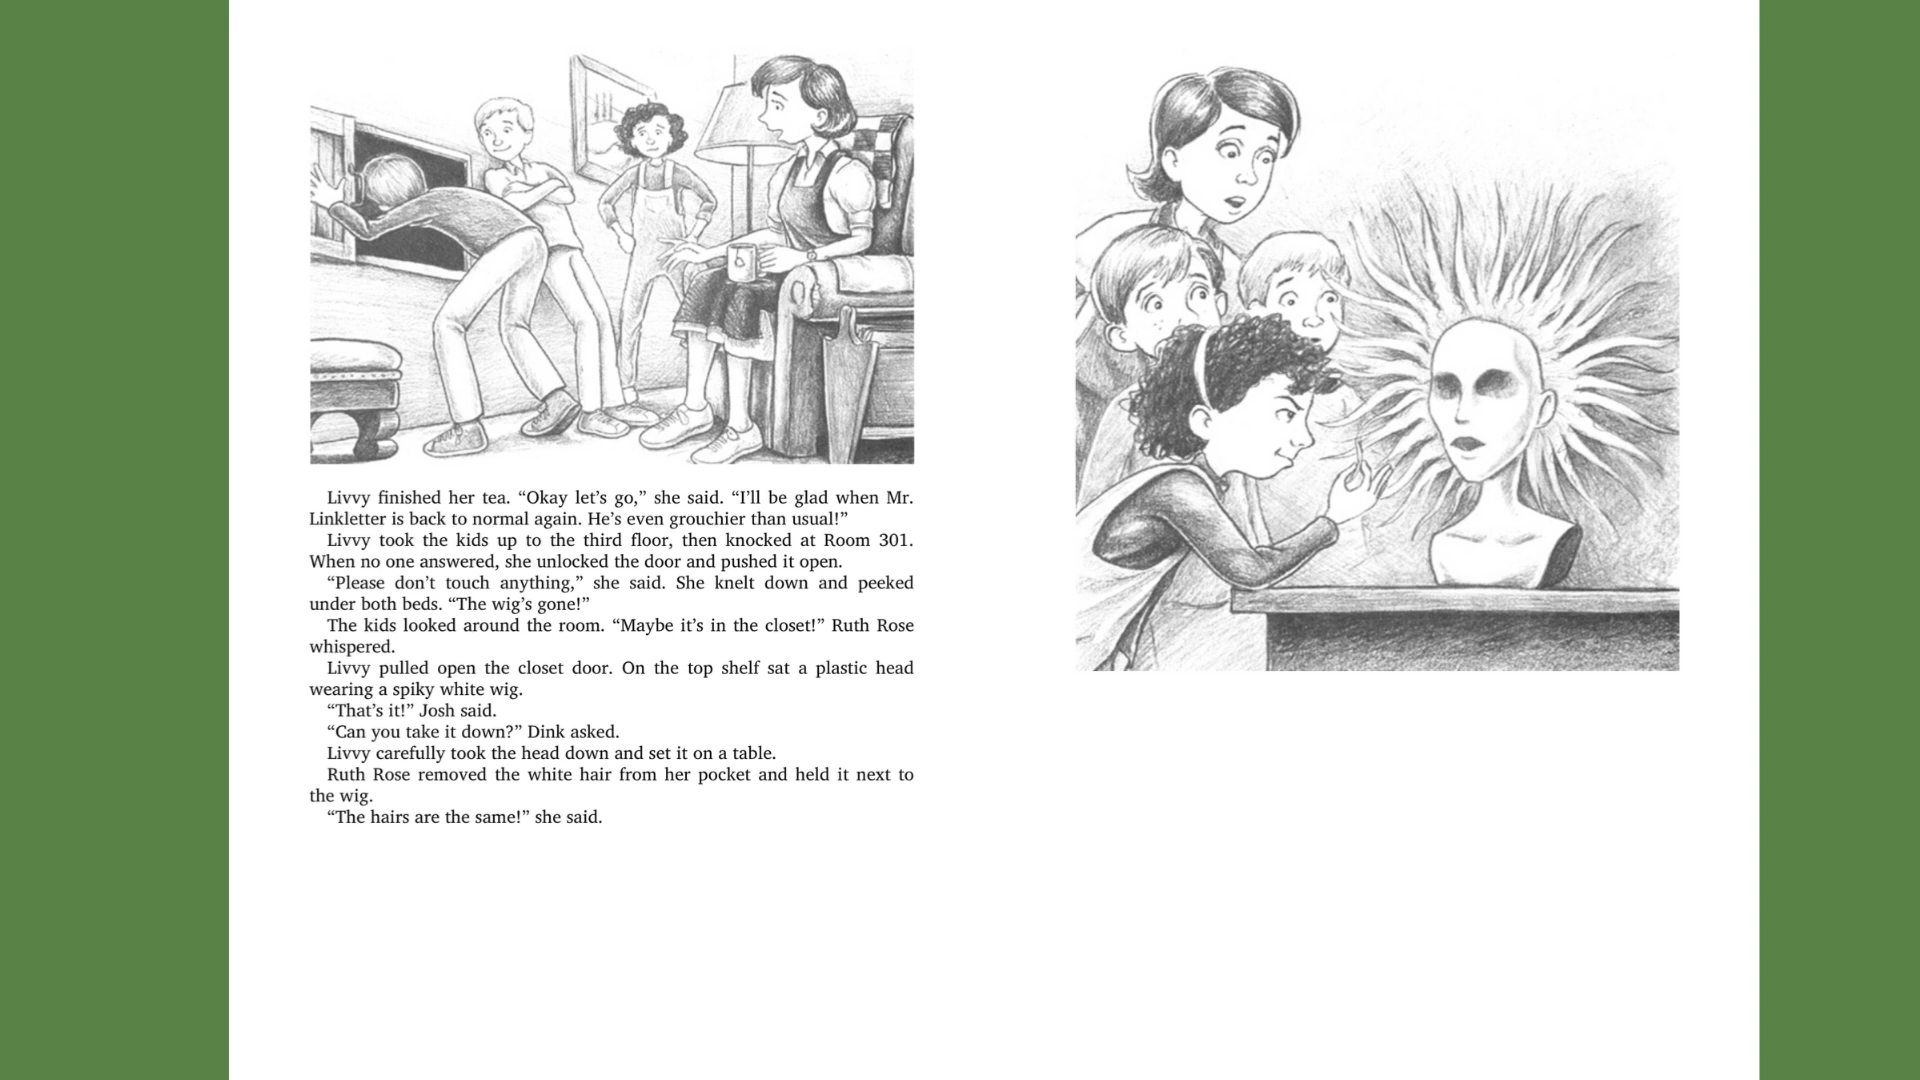 Livvy finished her tea. “Okay let’s go,” she said. “I’ll be glad when Mr.
Linkletter is back to normal again. He’s even grouchier than usual!”
Livvy took the kids up to the third floor, then knocked at Room 301.
When no one answered, she unlocked the door and pushed it open.
“Please don’t touch anything,” she said. She knelt down and peeked
under both beds. “The wig’s gone!”
The kids looked around the room. “Maybe it’s in the closet!” Ruth Rose
whispered.
Livvy pulled open the closet door. On the top shelf sat a plastic head
wearing a spiky white wig.
“That’s it!” Josh said.
“Can you take it down?” Dink asked.
Livvy carefully took the head down and set it on a table.
Ruth Rose removed the white hair from her pocket and held it next to
the wig.
“The hairs are the same!” she said.